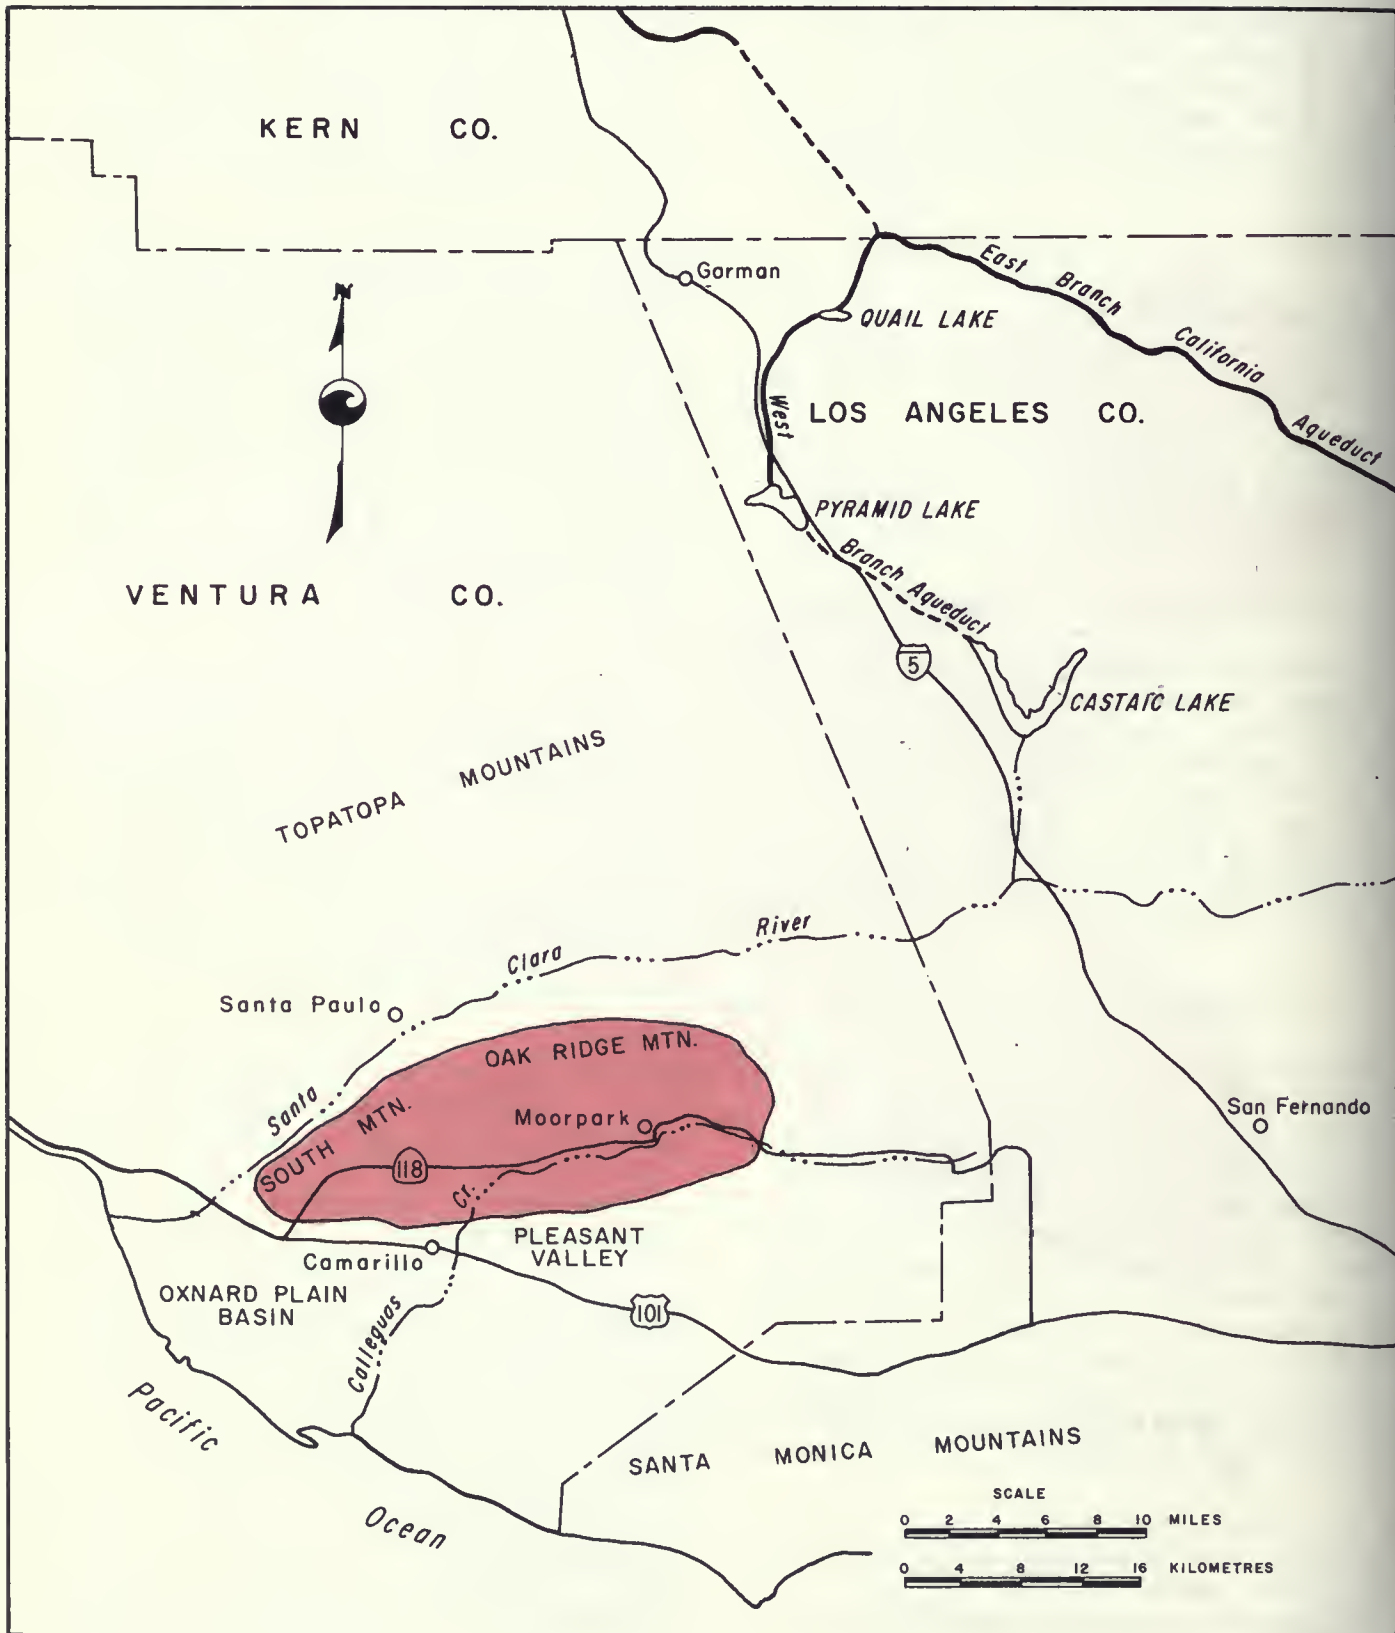 KERN CO.
East Branch California Aqueduct
N
Gorman
QUAIL LAKE
West
LOS ANGELES CO.
PYRAMID LAKE
Branch Aqueduct
VENTURA CO.
5
CASTAIC LAKE
TOPATOPA MOUNTAINS
Santa Clara River
Santa Paula
OAK RIDGE MTN.
SOUTH MTN.
Moorpark
San Fernando
118
Calleguas Cr.
PLEASANT
VALLEY
Camarillo
OXNARD PLAIN
BASIN
101
Pacific
Ocean
SANTA MONICA MOUNTAINS
SCALE
0 2 4 6 8 10 MILES
0 4 8 12 16 KILOMETRES